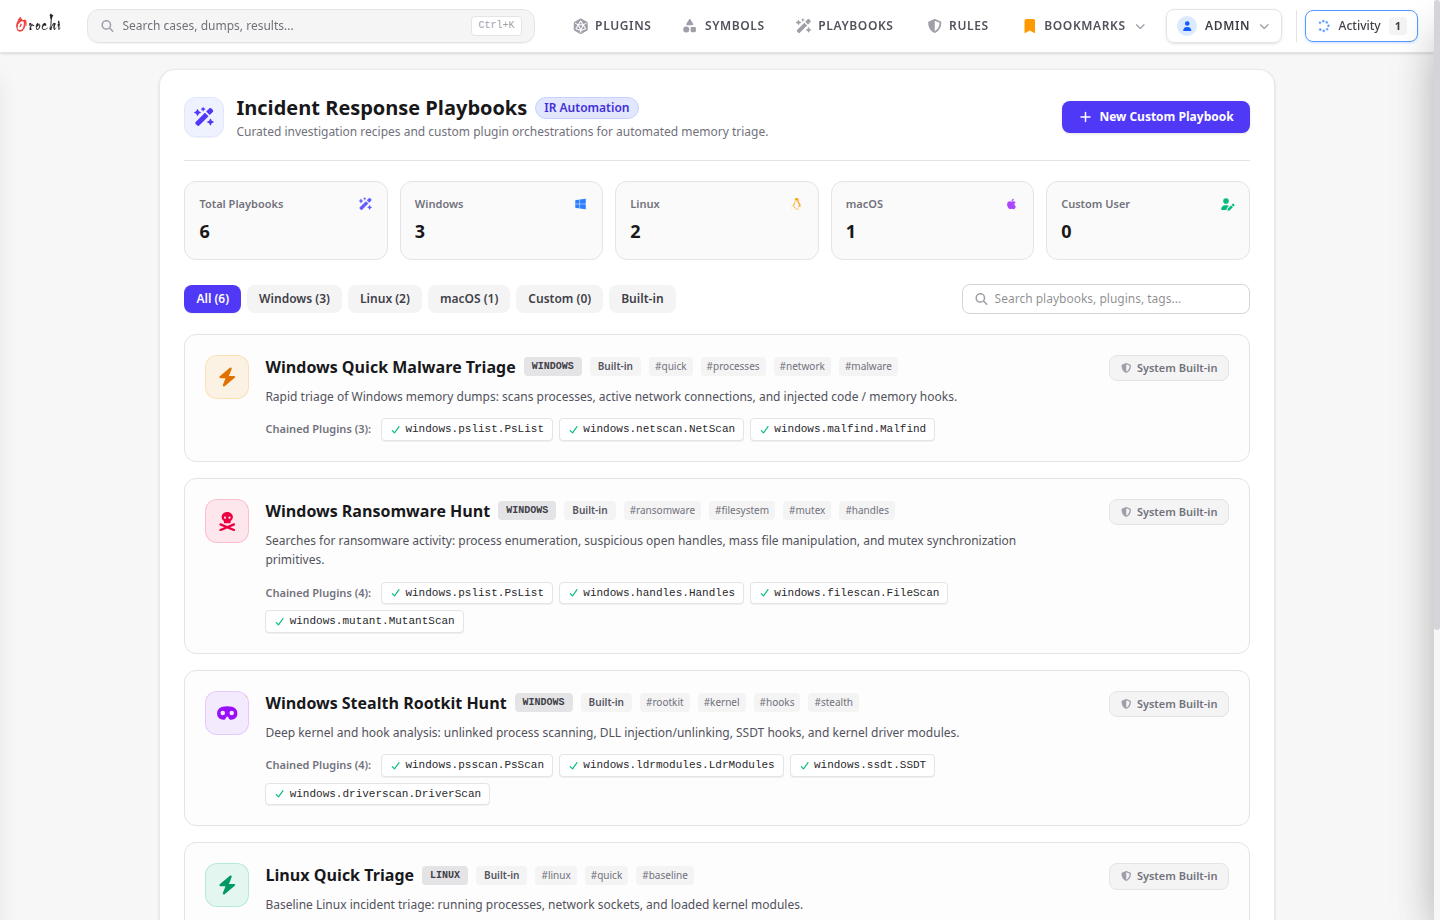 Orochi
Search cases, dumps, results...
Ctrl+K
PLUGINS
SYMBOLS
PLAYBOOKS
RULES
BOOKMARKS
ADMIN
Activity 1
Incident Response Playbooks IR Automation
Curated investigation recipes and custom plugin orchestrations for automated memory triage.
New Custom Playbook
Total Playbooks
6
Windows
3
Linux
2
macOS
1
Custom User
0
All (6) Windows (3) Linux (2) macOS (1) Custom (0) Built-in
Search playbooks, plugins, tags...
Windows Quick Malware Triage WINDOWS Built-in #quick #processes #network #malware
System Built-in
Rapid triage of Windows memory dumps: scans processes, active network connections, and injected code / memory hooks.
Chained Plugins (3): windows.pslist.PsList windows.netscan.NetScan windows.malfind.Malfind
Windows Ransomware Hunt WINDOWS Built-in #ransomware #filesystem #mutex #handles
System Built-in
Searches for ransomware activity: process enumeration, suspicious open handles, mass file manipulation, and mutex synchronization
primitives.
Chained Plugins (4): windows.pslist.PsList windows.handles.Handles windows.filescan.FileScan
windows.mutant.MutantScan
Windows Stealth Rootkit Hunt WINDOWS Built-in #rootkit #kernel #hooks #stealth
System Built-in
Deep kernel and hook analysis: unlinked process scanning, DLL injection/unlinking, SSDT hooks, and kernel driver modules.
Chained Plugins (4): windows.psscan.PsScan windows.ldrmodules.LdrModules windows.ssdt.SSDT
windows.driverscan.DriverScan
Linux Quick Triage LINUX Built-in #linux #quick #baseline
System Built-in
Baseline Linux incident triage: running processes, network sockets, and loaded kernel modules.